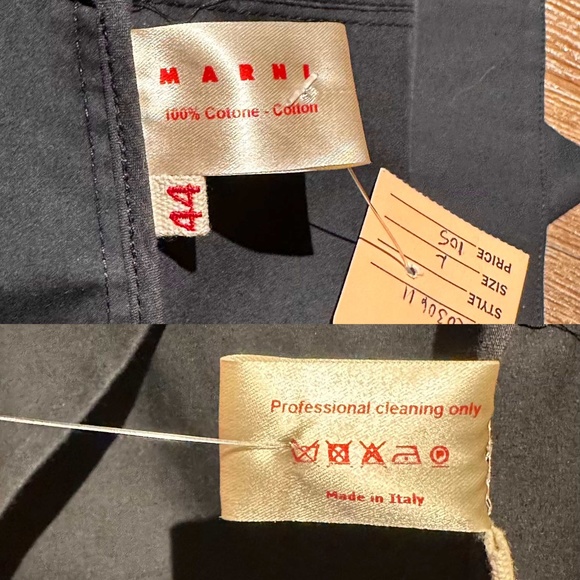 MARNI
100% Cotone - Cotton
44
STYLE
SIZE L
PRICE 105
Professional cleaning only
Made in Italy